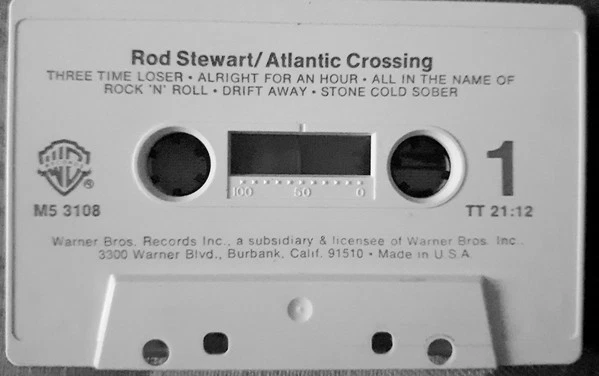 Rod Stewart/Atlantic Crossing
THREE TIME LOSER • ALRIGHT FOR AN HOUR • ALL IN THE NAME OF
ROCK 'N' ROLL • DRIFT AWAY • STONE COLD SOBER
1
100 50 0
M5 3108
TT 21:12
Warner Bros. Records Inc., a subsidiary & licensee of Warner Bros. Inc.,
3300 Warner Blvd., Burbank, Calif. 91510 • Made in U.S.A.